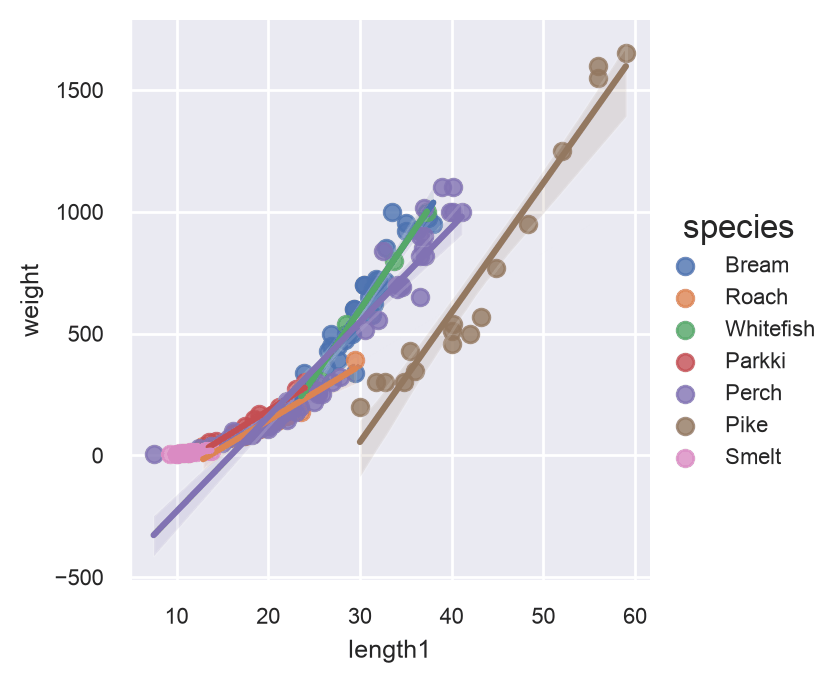 1500
1000
500
0
−500
10 20 30 40 50 60
length1
weight
species
Bream
Roach
Whitefish
Parkki
Perch
Pike
Smelt